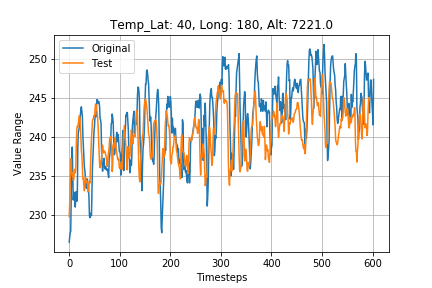 Temp_Lat: 40, Long: 180, Alt: 7221.0
Original
Test
Value Range
250
245
240
235
230
0 100 200 300 400 500 600
Timesteps